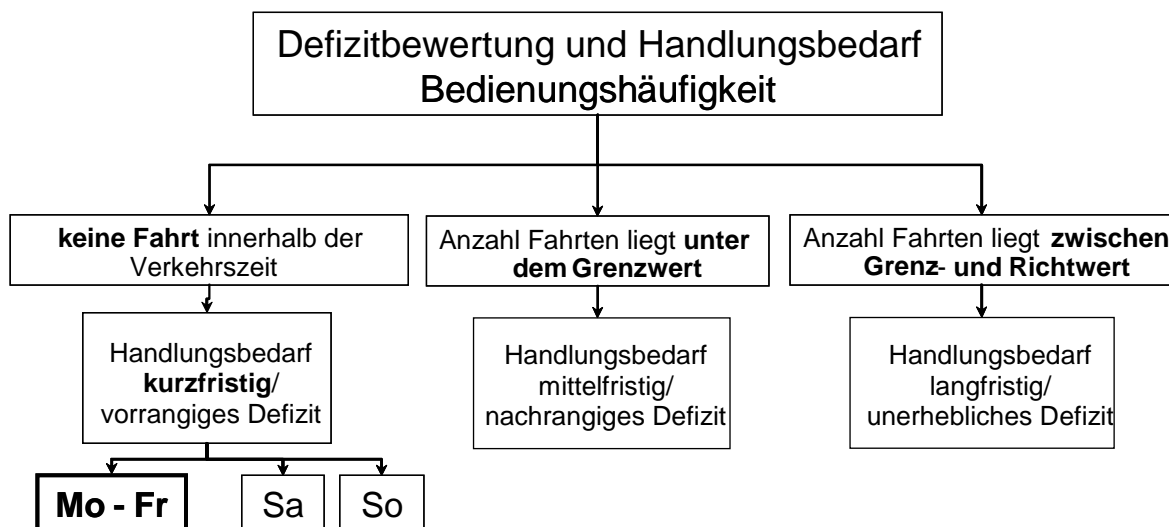 Defizitbewertung und Handlungsbedarf
Bedienungshäufigkeit
keine Fahrt innerhalb der
Verkehrszeit
Anzahl Fahrten liegt unter
dem Grenzwert
Anzahl Fahrten liegt zwischen
Grenz- und Richtwert
Handlungsbedarf
kurzfristig/
vorrangiges Defizit
Handlungsbedarf
mittelfristig/
nachrangiges Defizit
Handlungsbedarf
langfristig/
unerhebliches Defizit
Mo - Fr
Sa
So